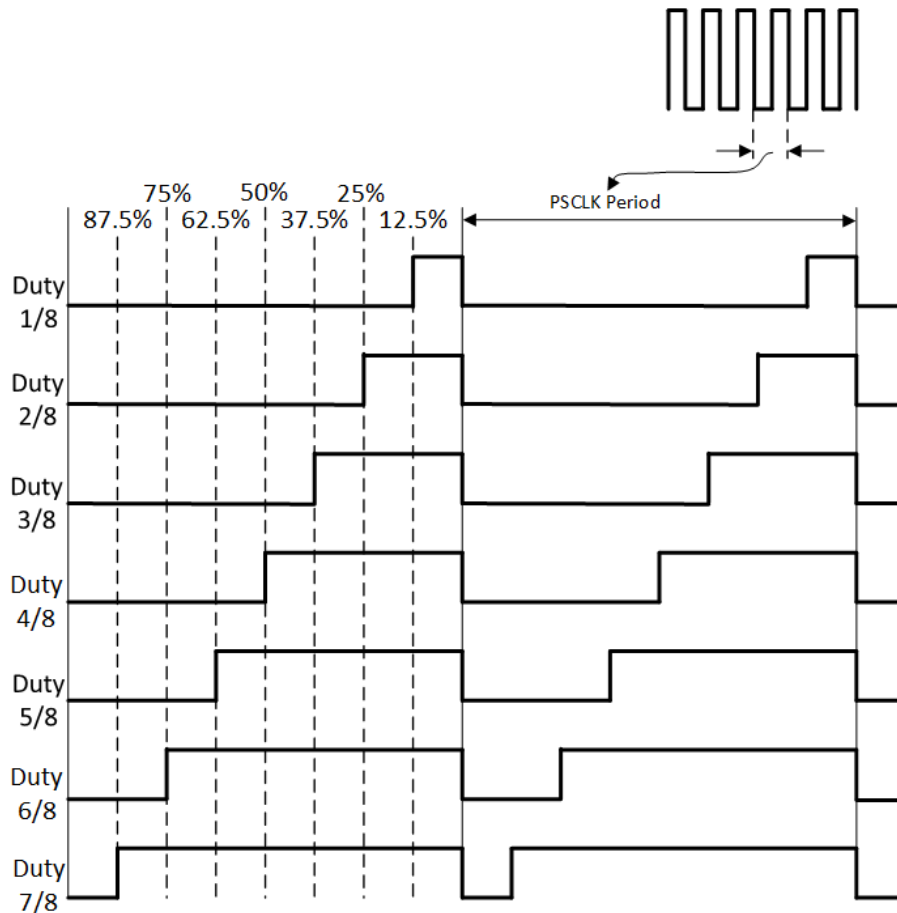 75% 50% 25%
PSCLK Period
87.5% 62.5% 37.5% 12.5%
Duty
1/8
Duty
2/8
Duty
3/8
Duty
4/8
Duty
5/8
Duty
6/8
Duty
7/8